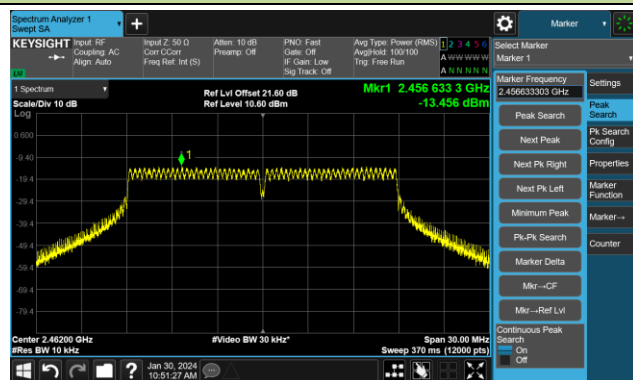 Spectrum Analyzer 1
Swept SA
Marker
KEYSIGHT
Input: RF
Coupling: AC
Align: Auto
Input Z: 50 Ω
Corr CCorr
Freq Ref: Int (S)
Atten: 10 dB
Preamp: Off
PNO: Fast
Gate: Off
IF Gain: Low
Sig Track: Off
Avg Type: Power (RMS)
Avg|Hold: 100/100
Trig: Free Run
1 2 3 4 5 6
A W W W W W
A N N N N N
Select Marker
Marker 1
LXI
1 Spectrum
Scale/Div 10 dB
Log
Ref Lvl Offset 21.60 dB
Ref Level 10.60 dBm
Mkr1 2.456 633 3 GHz
-13.456 dBm
0.600
-9.40
-19.4
-29.4
-39.4
-49.4
-59.4
-69.4
-79.4
1
Center 2.46200 GHz
#Res BW 10 kHz
#Video BW 30 kHz*
Span 30.00 MHz
Sweep 370 ms (12000 pts)
Marker Frequency
2.456633303 GHz
Peak Search
Next Peak
Next Pk Right
Next Pk Left
Minimum Peak
Pk-Pk Search
Marker Delta
Mkr→CF
Mkr→Ref Lvl
Continuous Peak
Search
On
Off
Settings
Peak
Search
Pk Search
Config
Properties
Marker
Function
Marker→
Counter
?
Jan 30, 2024
10:51:27 AM